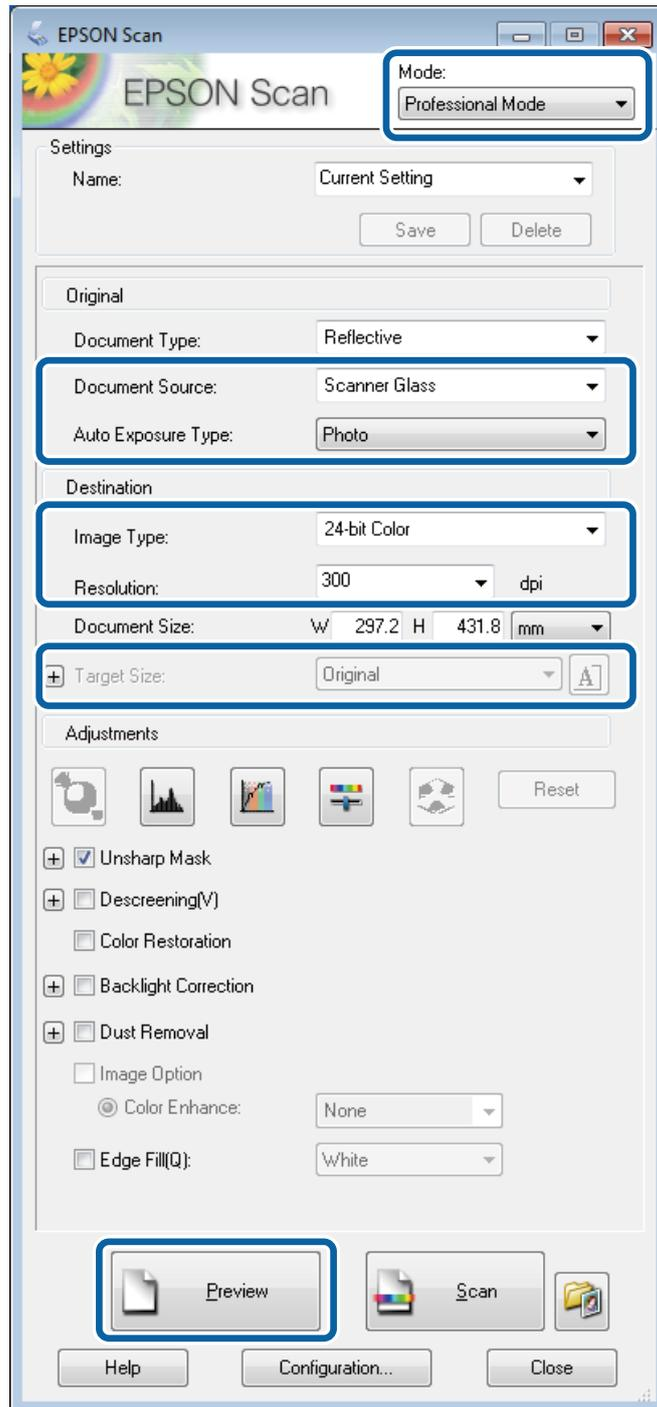 EPSON Scan
EPSON Scan
Mode:
Professional Mode
Settings
Name: Current Setting
Save Delete
Original
Document Type: Reflective
Document Source: Scanner Glass
Auto Exposure Type: Photo
Destination
Image Type: 24-bit Color
Resolution: 300 dpi
Document Size: W 297.2 H 431.8 mm
Target Size: Original A
Adjustments
Reset
Unsharp Mask
Descreening(V)
Color Restoration
Backlight Correction
Dust Removal
Image Option
Color Enhance: None
Edge Fill(Q): White
Preview Scan
Help Configuration... Close